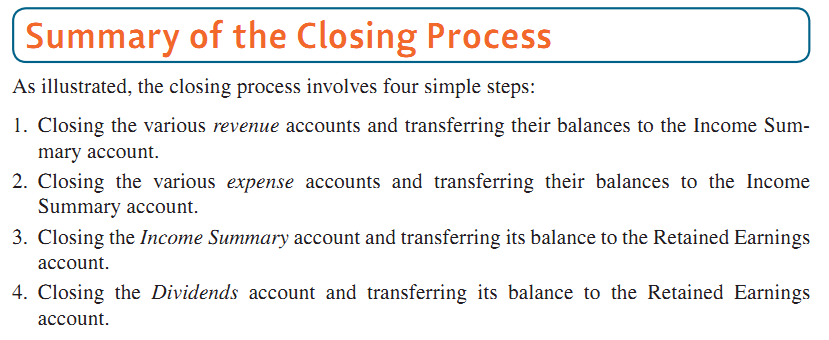 Summary of the Closing Process
As illustrated, the closing process involves four simple steps:
1. Closing the various revenue accounts and transferring their balances to the Income Sum-
mary account.
2. Closing the various expense accounts and transferring their balances to the Income
Summary account.
3. Closing the Income Summary account and transferring its balance to the Retained Earnings
account.
4. Closing the Dividends account and transferring its balance to the Retained Earnings
account.